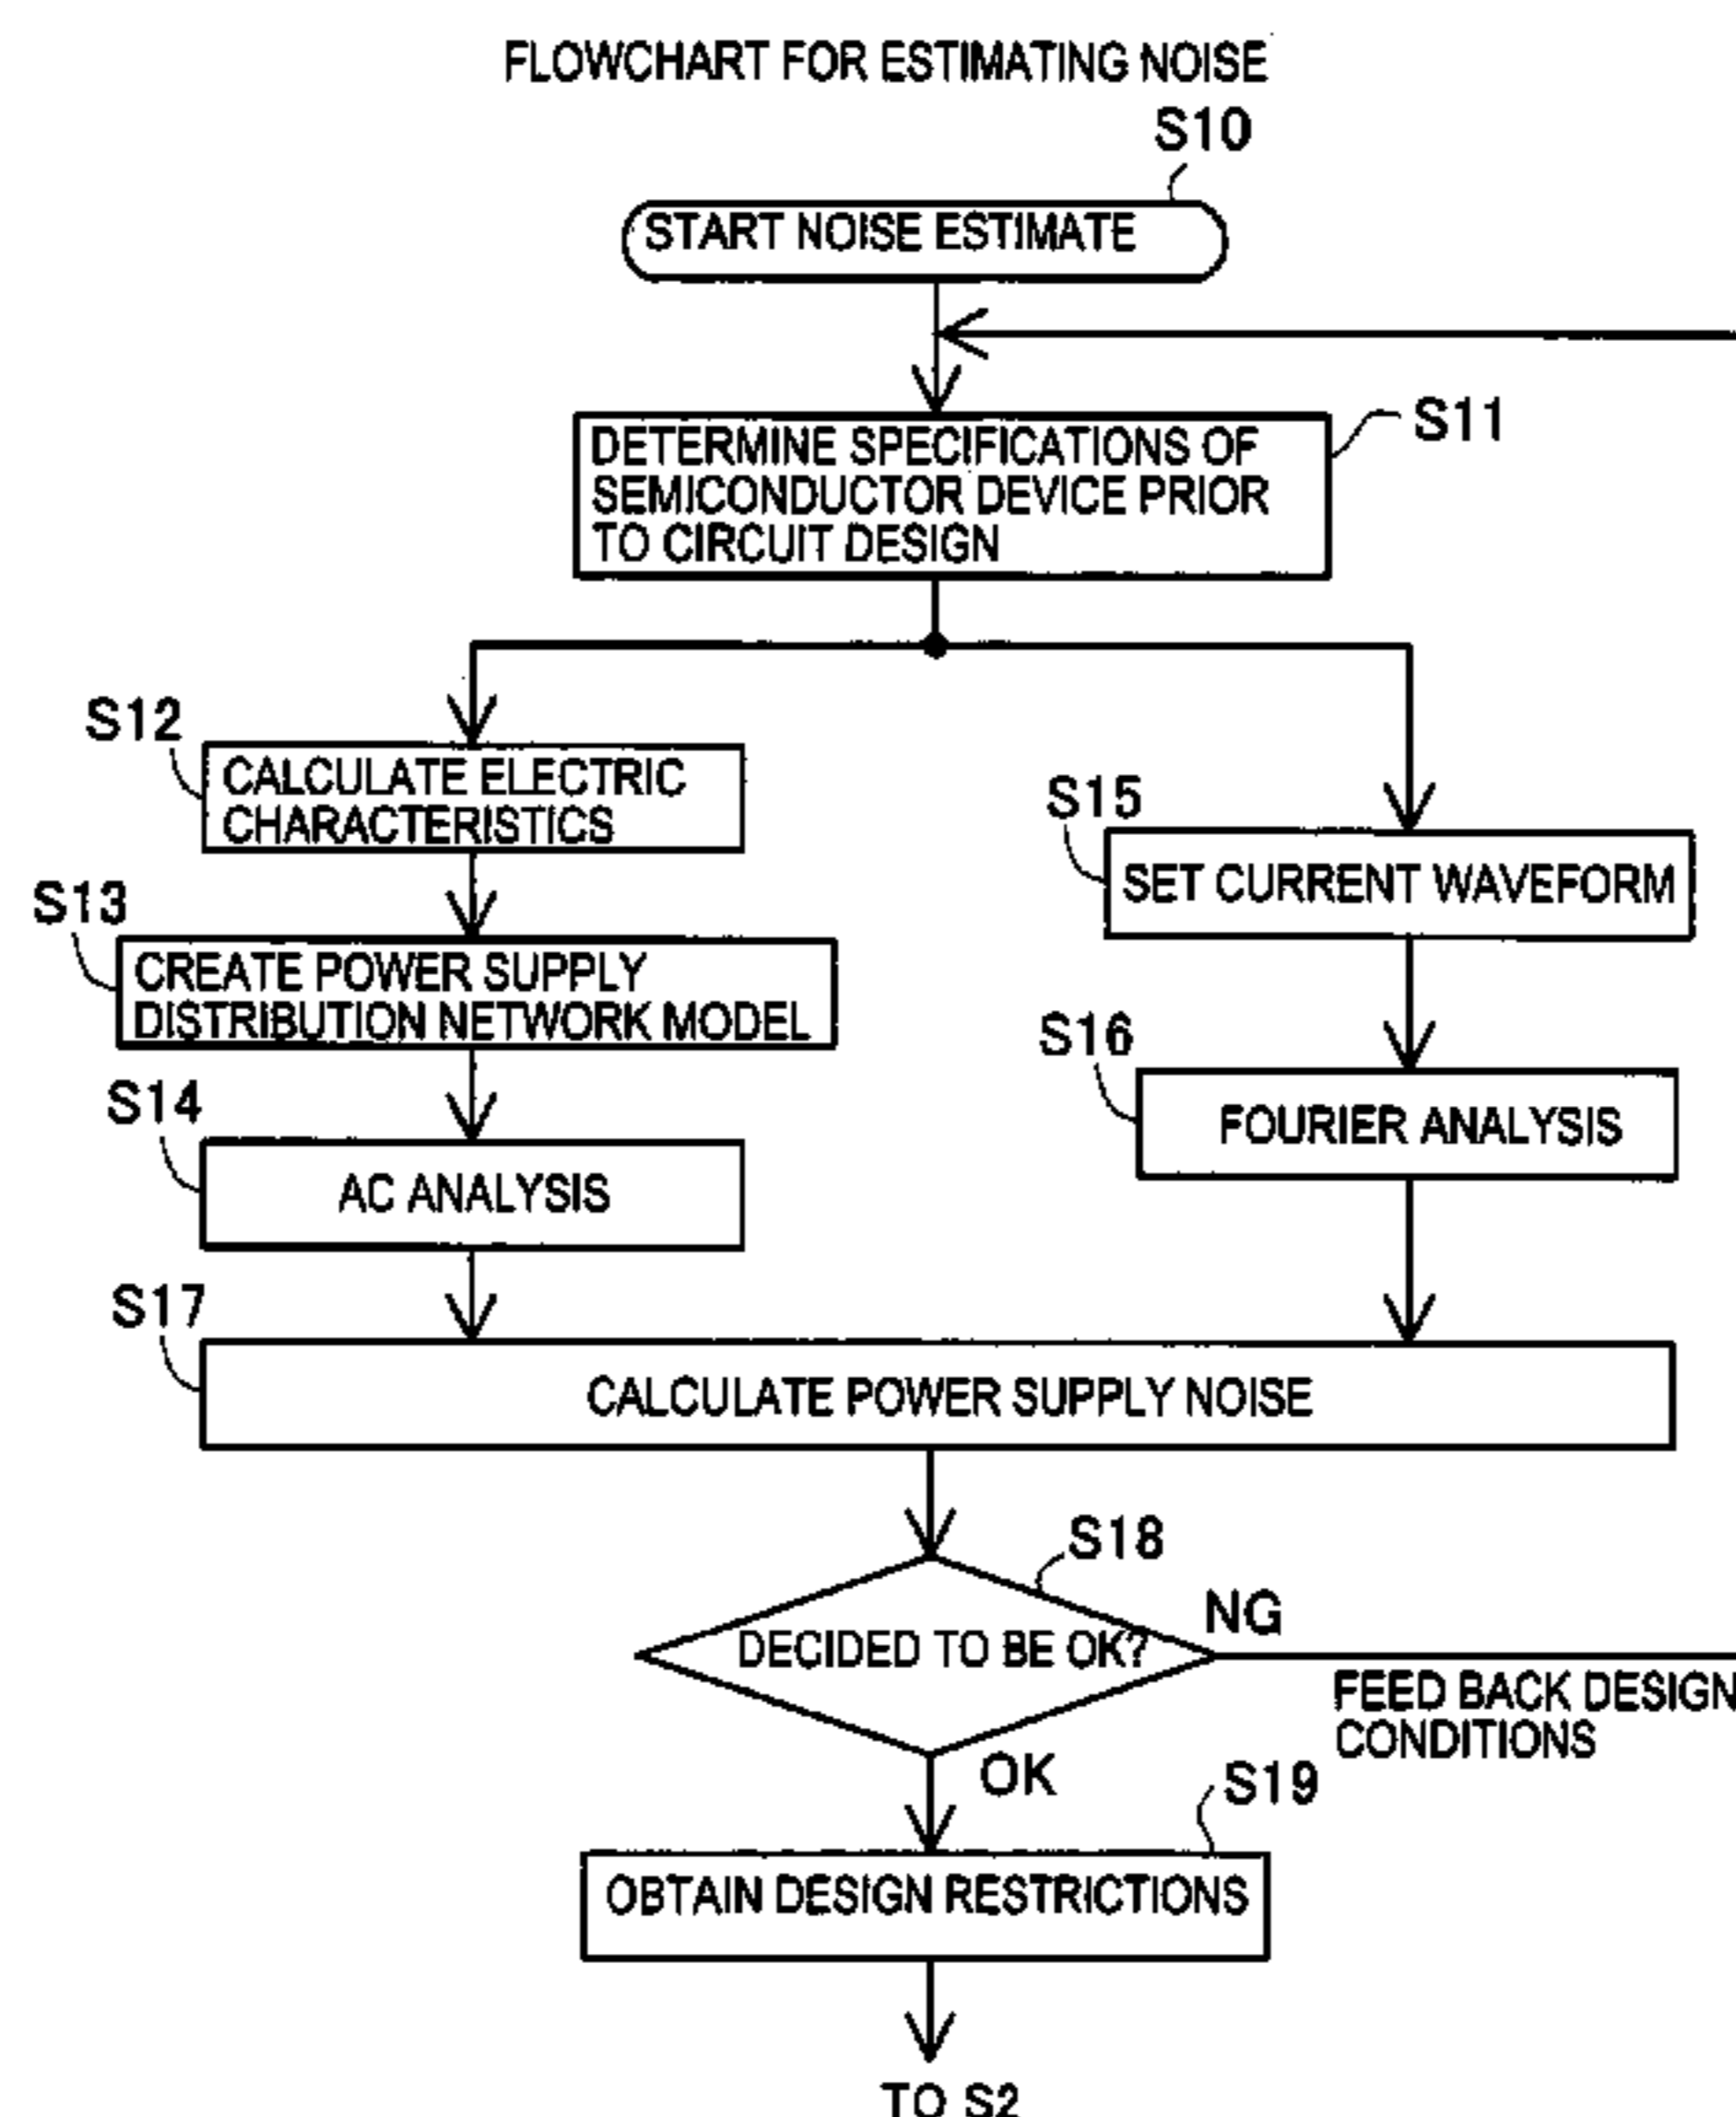 FLOWCHART FOR ESTIMATING NOISE
S10
START NOISE ESTIMATE
S11
DETERMINE SPECIFICATIONS OF
SEMICONDUCTOR DEVICE PRIOR
TO CIRCUIT DESIGN
S12
CALCULATE ELECTRIC
CHARACTERISTICS
S15
SET CURRENT WAVEFORM
S13
CREATE POWER SUPPLY
DISTRIBUTION NETWORK MODEL
S16
FOURIER ANALYSIS
S14
AC ANALYSIS
S17
CALCULATE POWER SUPPLY NOISE
S18
DECIDED TO BE OK?
NG
FEED BACK DESIGN
CONDITIONS
OK
S19
OBTAIN DESIGN RESTRICTIONS
TO S2